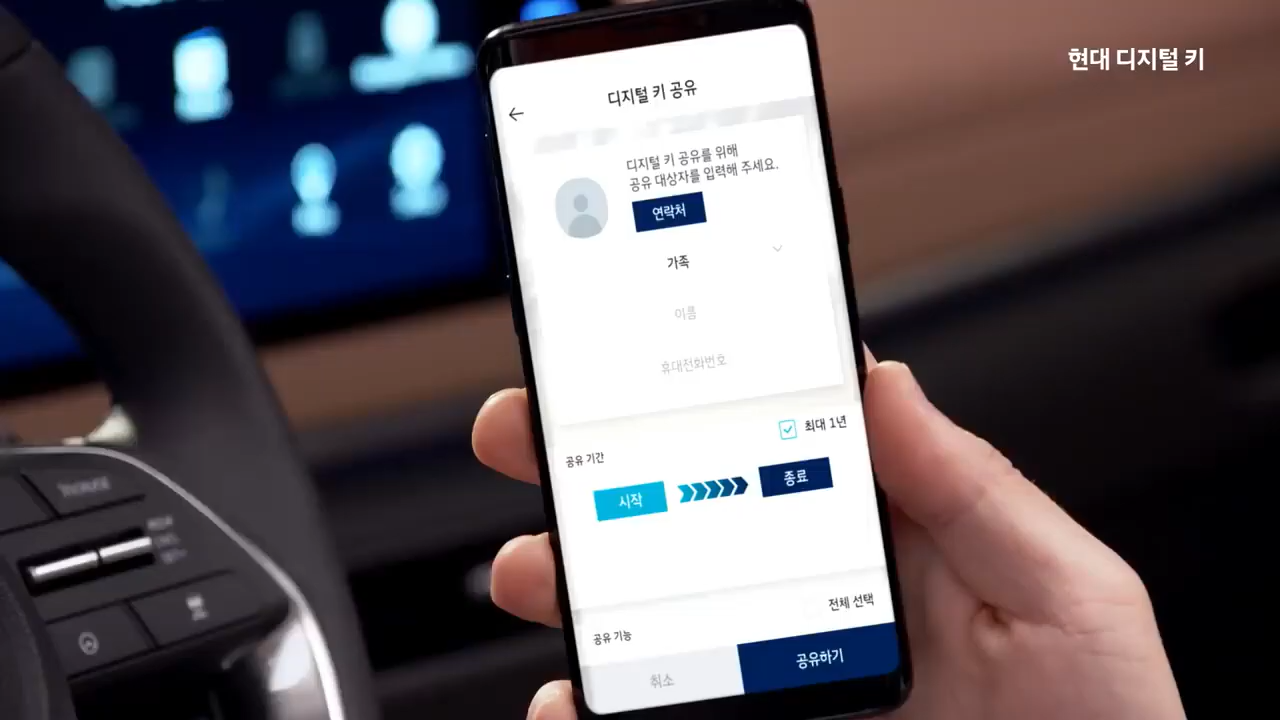 현대 디지털 키
디지털 키 공유
디지털 키 공유를 위해
공유 대상자를 입력해 주세요.
연락처
가족
이름
휴대전화번호
최대 1년
공유 기간
시작
종료
전체 선택
공유 기능
취소
공유하기